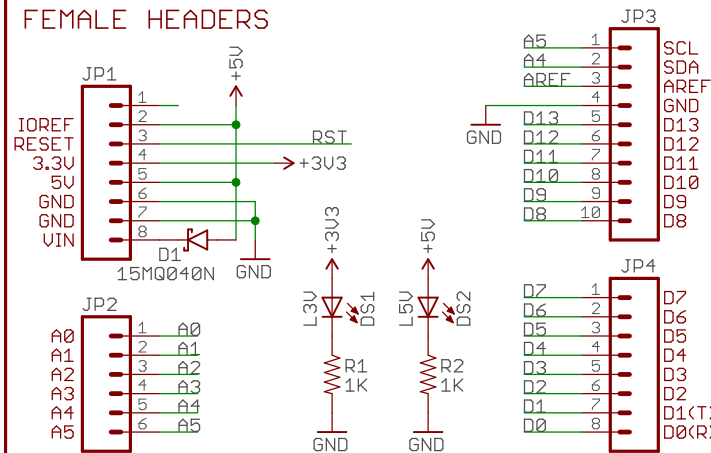 FEMALE HEADERS
JP1
+5V
1
IOREF 2
RESET 3 RST
3.3V 4 +3V3
5V 5
GND 6
GND 7
VIN 8
D1
15MQ040N
GND
JP2
A0 1 A0
A1 2 A1
A2 3 A2
A3 4 A3
A4 5 A4
A5 6 A5
+3V3
L3V DS1
R1
1K
GND
+5V
L5V DS2
R2
1K
GND
JP3
A5 1 SCL
A4 2 SDA
AREF 3 AREF
GND 4 GND
D13 5 D13
D12 6 D12
D11 7 D11
D10 8 D10
D9 9 D9
D8 10 D8
JP4
D7 1 D7
D6 2 D6
D5 3 D5
D4 4 D4
D3 5 D3
D2 6 D2
D1 7 D1(T
D0 8 D0(R